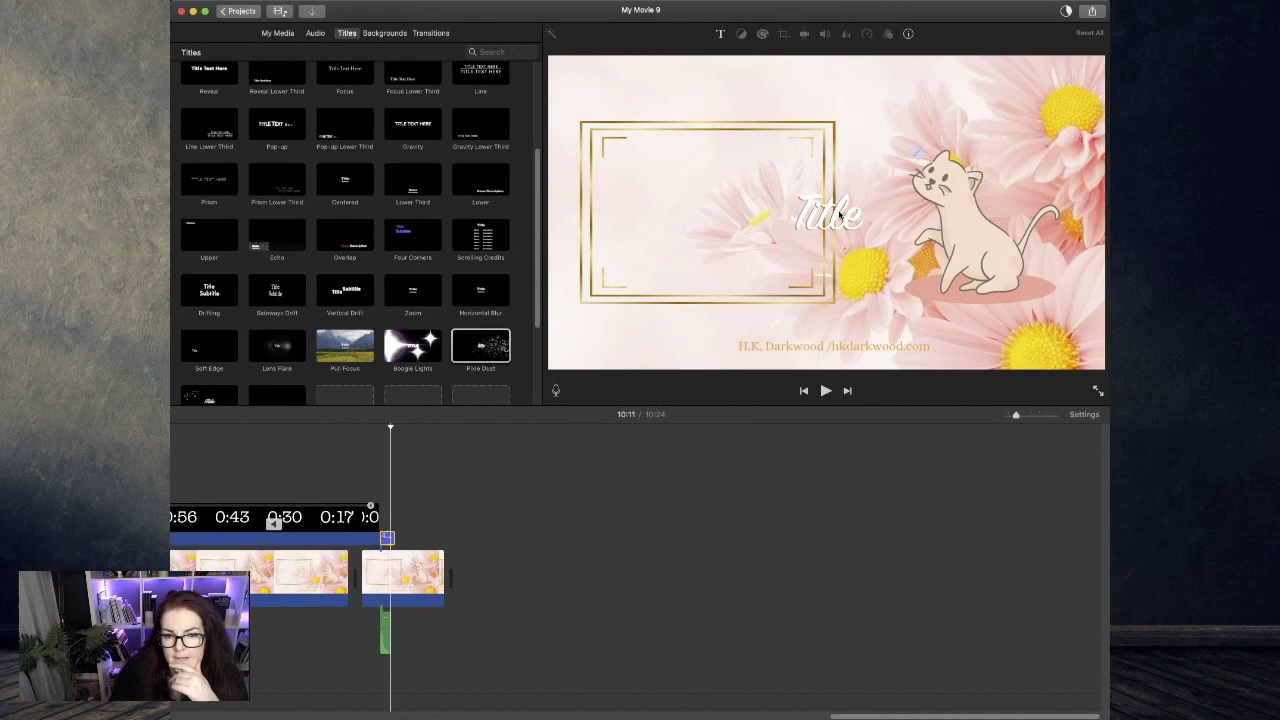 Projects
My Movie 9
My Media Audio Titles Backgrounds Transitions
Reset All
Titles
Search
Reveal Reveal Lower Third Focus Focus Lower Third Line
Line Lower Third Pop-up Pop-up Lower Third Gravity Gravity Lower Third
Prism Prism Lower Third Centered Lower Third Lower
Upper Echo Overlap Four Corners Scrolling Credits
Drifting Sideways Drift Vertical Drift Zoom Horizontal Blur
Soft Edge Lens Flare Pull Focus Boogie Lights Pixie Dust
Title
H.K. Darkwood /hkdarkwood.com
10:11 / 10:24
Settings
:56 0:43 0:30 0:17 0:0